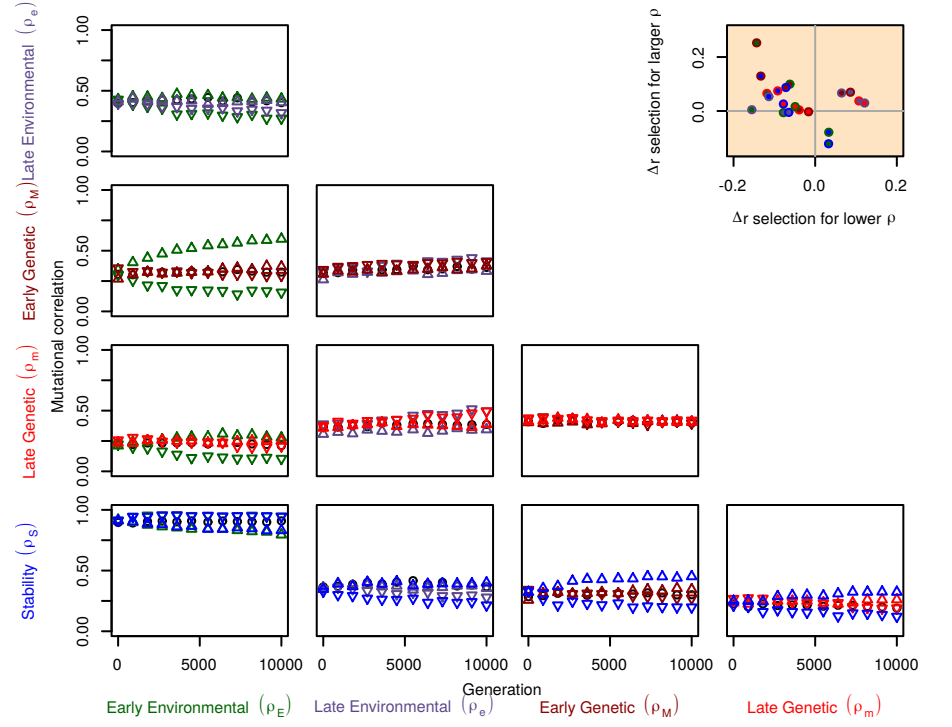 Late Environmental (ρe)
1.00
0.50
0.00
Δr selection for larger ρ
0.2
0.0
-0.2 0.0 0.2
Δr selection for lower ρ
Early Genetic (ρM)
Mutational correlation
1.00
0.50
0.00
Late Genetic (ρm)
1.00
0.50
0.00
Stability (ρS)
1.00
0.50
0.00
0 5000 10000 0 5000 10000 0 5000 10000 0 5000 10000
Generation
Early Environmental (ρE) Late Environmental (ρe) Early Genetic (ρM) Late Genetic (ρm)